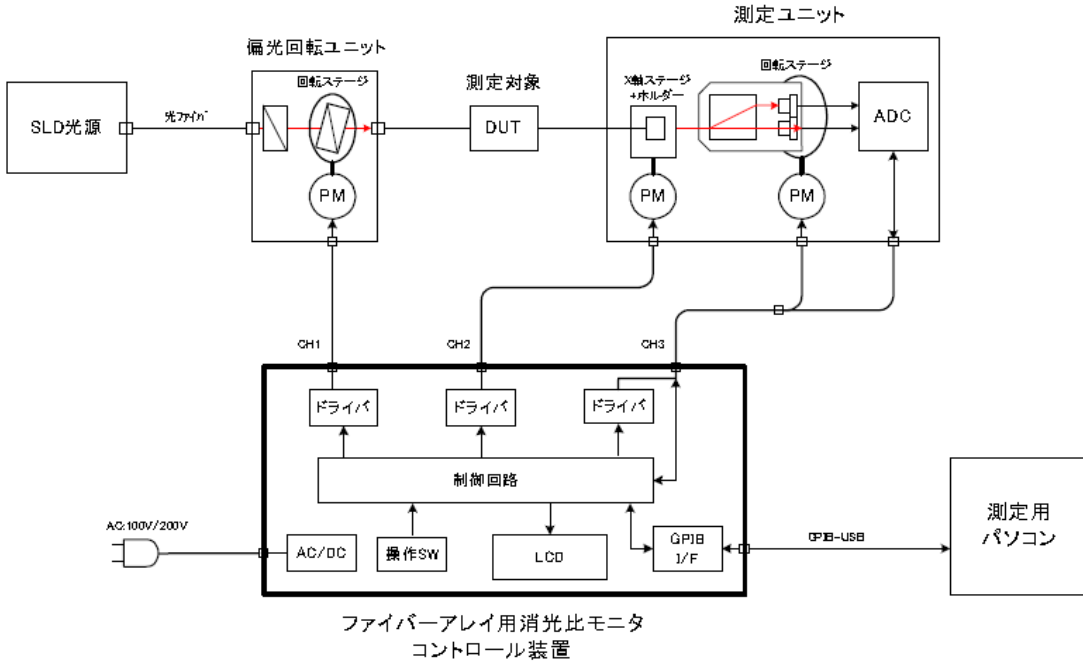 測定ユニット
偏光回転ユニット
回転ステージ
X軸ステージ
+ホルダー
回転ステージ
測定対象
SLD光源
光ファイバ
DUT
ADC
PM
PM
PM
CH1
CH2
CH3
ドライバ
ドライバ
ドライバ
制御回路
AC:100V/200V
AC/DC
操作SW
LCD
GPIB
I/F
GPIB-USB
測定用
パソコン
ファイバーアレイ用消光比モニタ
コントロール装置